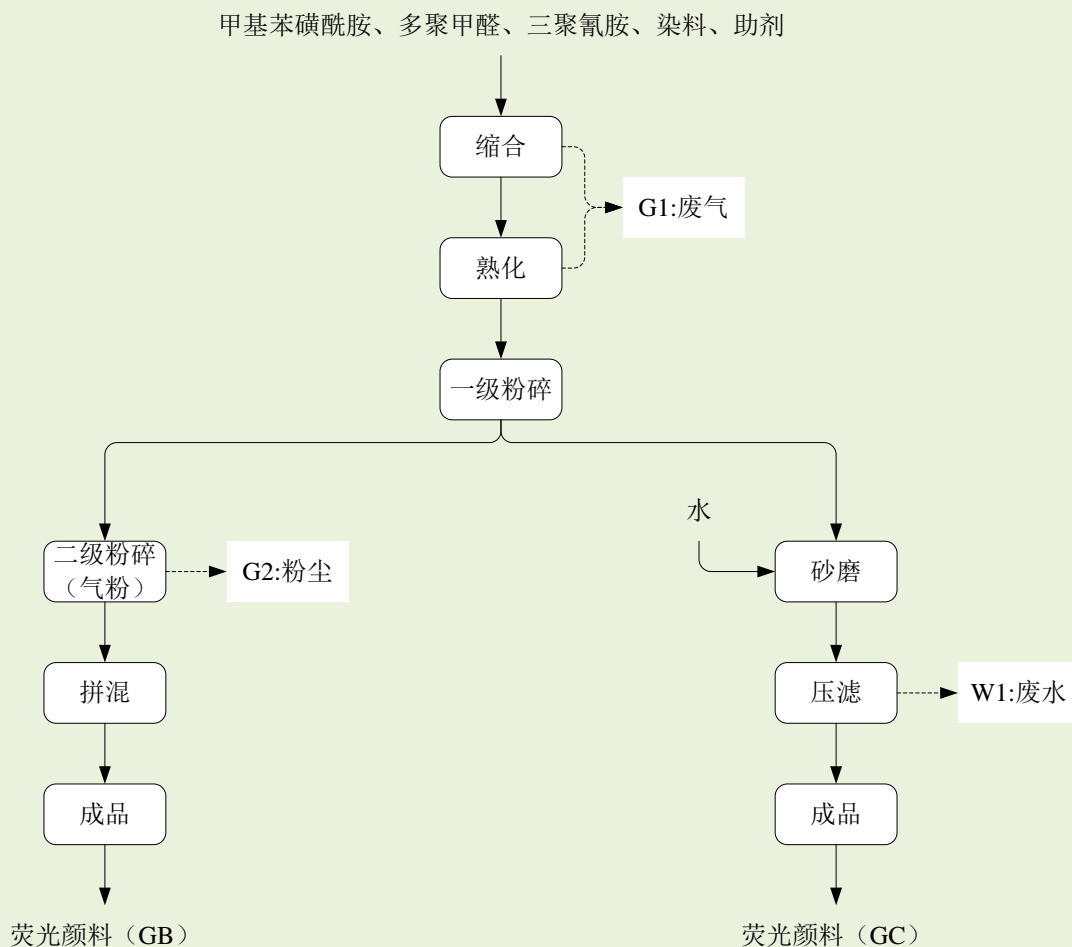 甲基苯磺酰胺、多聚甲醛、三聚氰胺、染料、助剂
缩合
G1:废气
熟化
一级粉碎
水
二级粉碎
（气粉）
G2:粉尘
砂磨
拼混
压滤
W1:废水
成品
成品
荧光颜料（GB）
荧光颜料（GC）